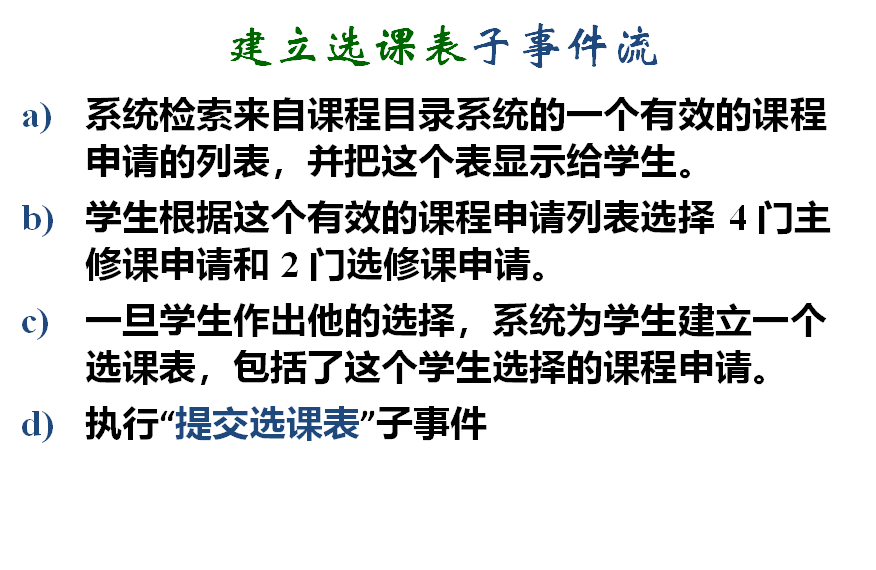 建立选课表子事件流
a) 系统检索来自课程目录系统的一个有效的课程
申请的列表，并把这个表显示给学生。
b) 学生根据这个有效的课程申请列表选择 4 门主
修课申请和 2 门选修课申请。
c) 一旦学生作出他的选择，系统为学生建立一个
选课表，包括了这个学生选择的课程申请。
d) 执行“提交选课表”子事件